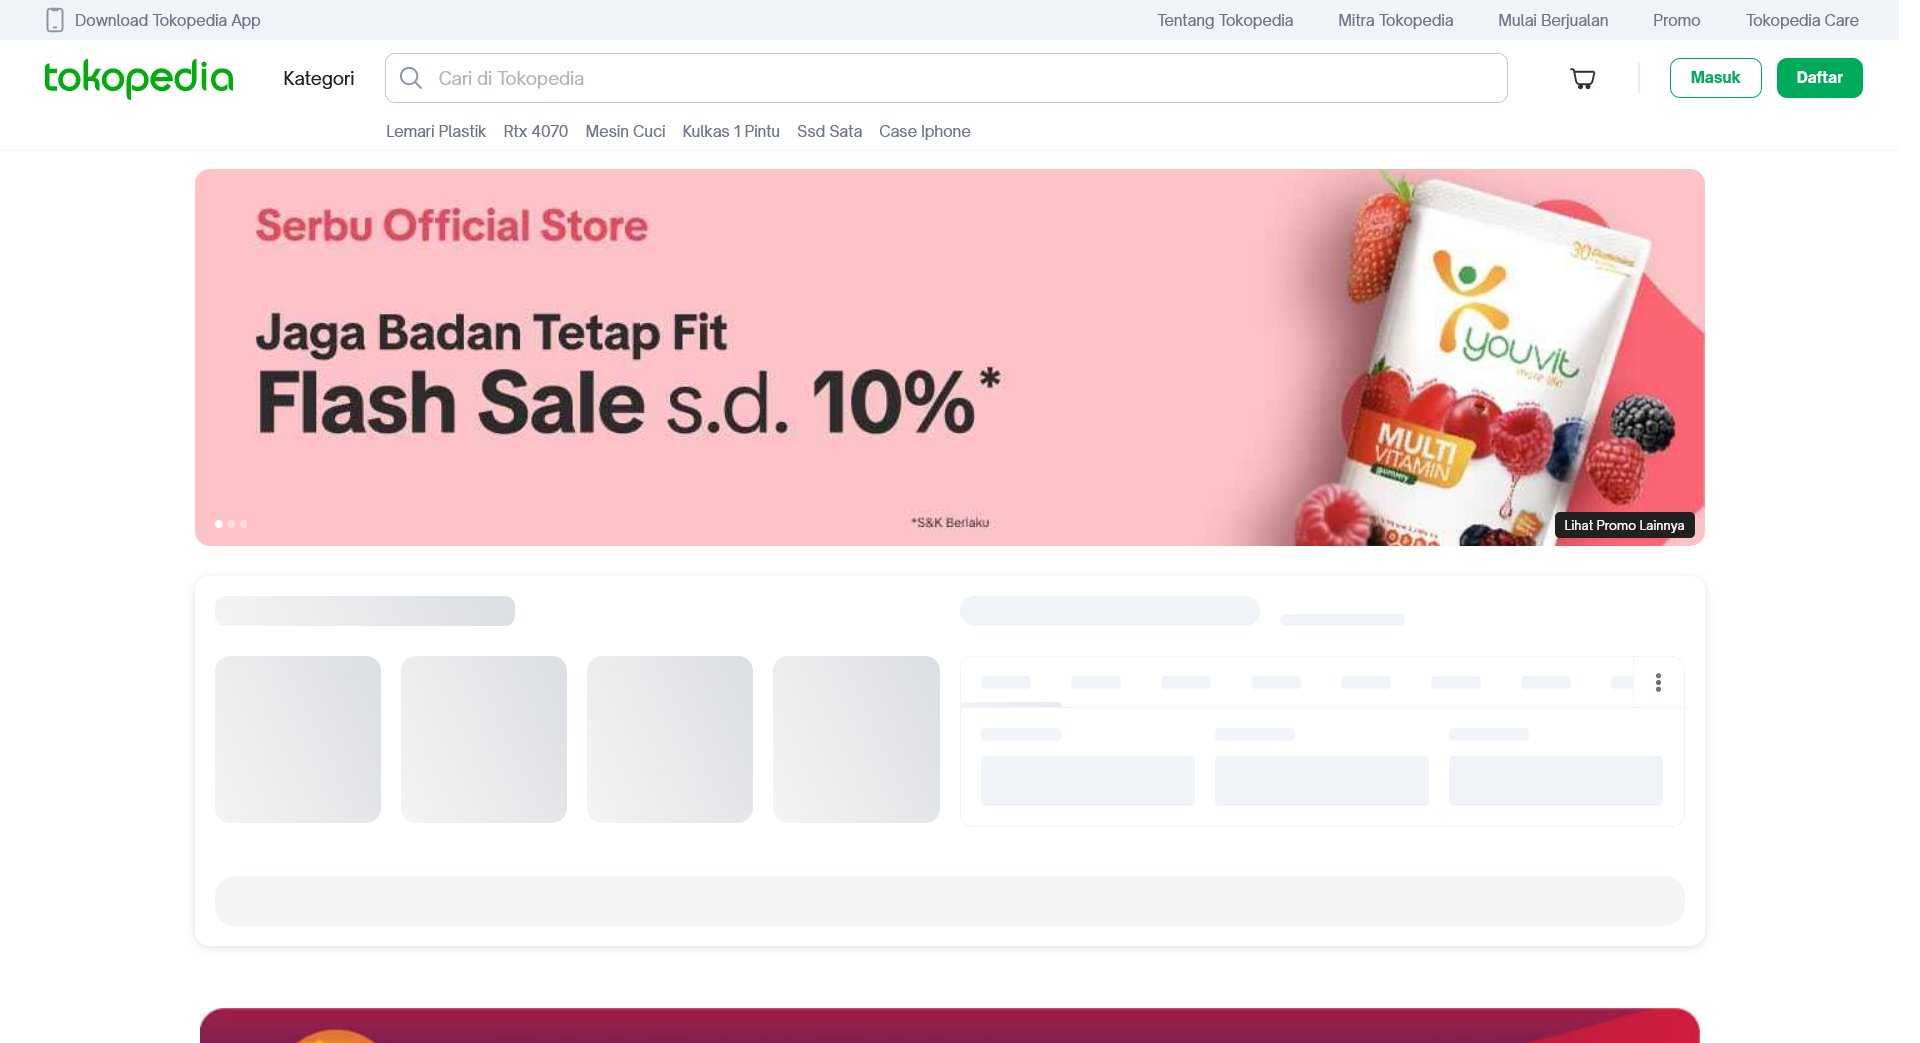 Download Tokopedia App
Tentang Tokopedia
Mitra Tokopedia
Mulai Berjualan
Promo
Tokopedia Care
tokopedia
Kategori
Cari di Tokopedia
Masuk
Daftar
Lemari Plastik
Rtx 4070
Mesin Cuci
Kulkas 1 Pintu
Ssd Sata
Case Iphone
Serbu Official Store
Jaga Badan Tetap Fit
Flash Sale s.d. 10%*
*S&K Berlaku
30
youvit
MULTI
VITAMIN
gummy
Lihat Promo Lainnya